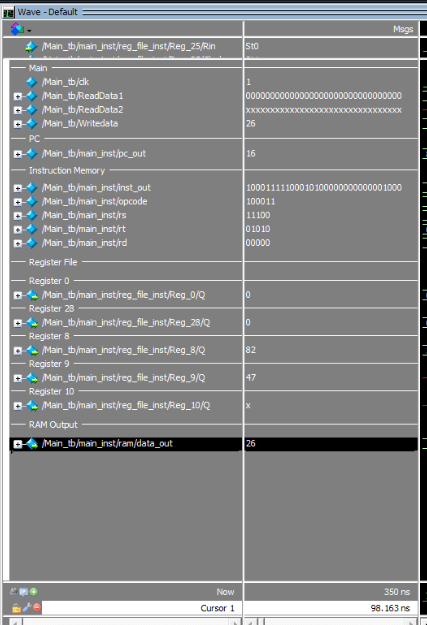 Wave - Default
Msgs
/Main_tb/main_inst/reg_file_inst/Reg_25/Rin St0
Main
/Main_tb/clk 1
/Main_tb/ReadData1 00000000000000000000000000000000
/Main_tb/ReadData2 xxxxxxxxxxxxxxxxxxxxxxxxxxxxxxxx
/Main_tb/Writedata 26
PC
/Main_tb/main_inst/pc_out 16
Instruction Memory
/Main_tb/main_inst/inst_out 10001111100010100000000000001000
/Main_tb/main_inst/opcode 100011
/Main_tb/main_inst/rs 11100
/Main_tb/main_inst/rt 01010
/Main_tb/main_inst/rd 00000
Register File
Register 0
/Main_tb/main_inst/reg_file_inst/Reg_0/Q 0
Register 28
/Main_tb/main_inst/reg_file_inst/Reg_28/Q 0
Register 8
/Main_tb/main_inst/reg_file_inst/Reg_8/Q 82
Register 9
/Main_tb/main_inst/reg_file_inst/Reg_9/Q 47
Register 10
/Main_tb/main_inst/reg_file_inst/Reg_10/Q x
RAM Output
/Main_tb/main_inst/ram/data_out 26
Now 350 ns
Cursor 1 98.163 ns